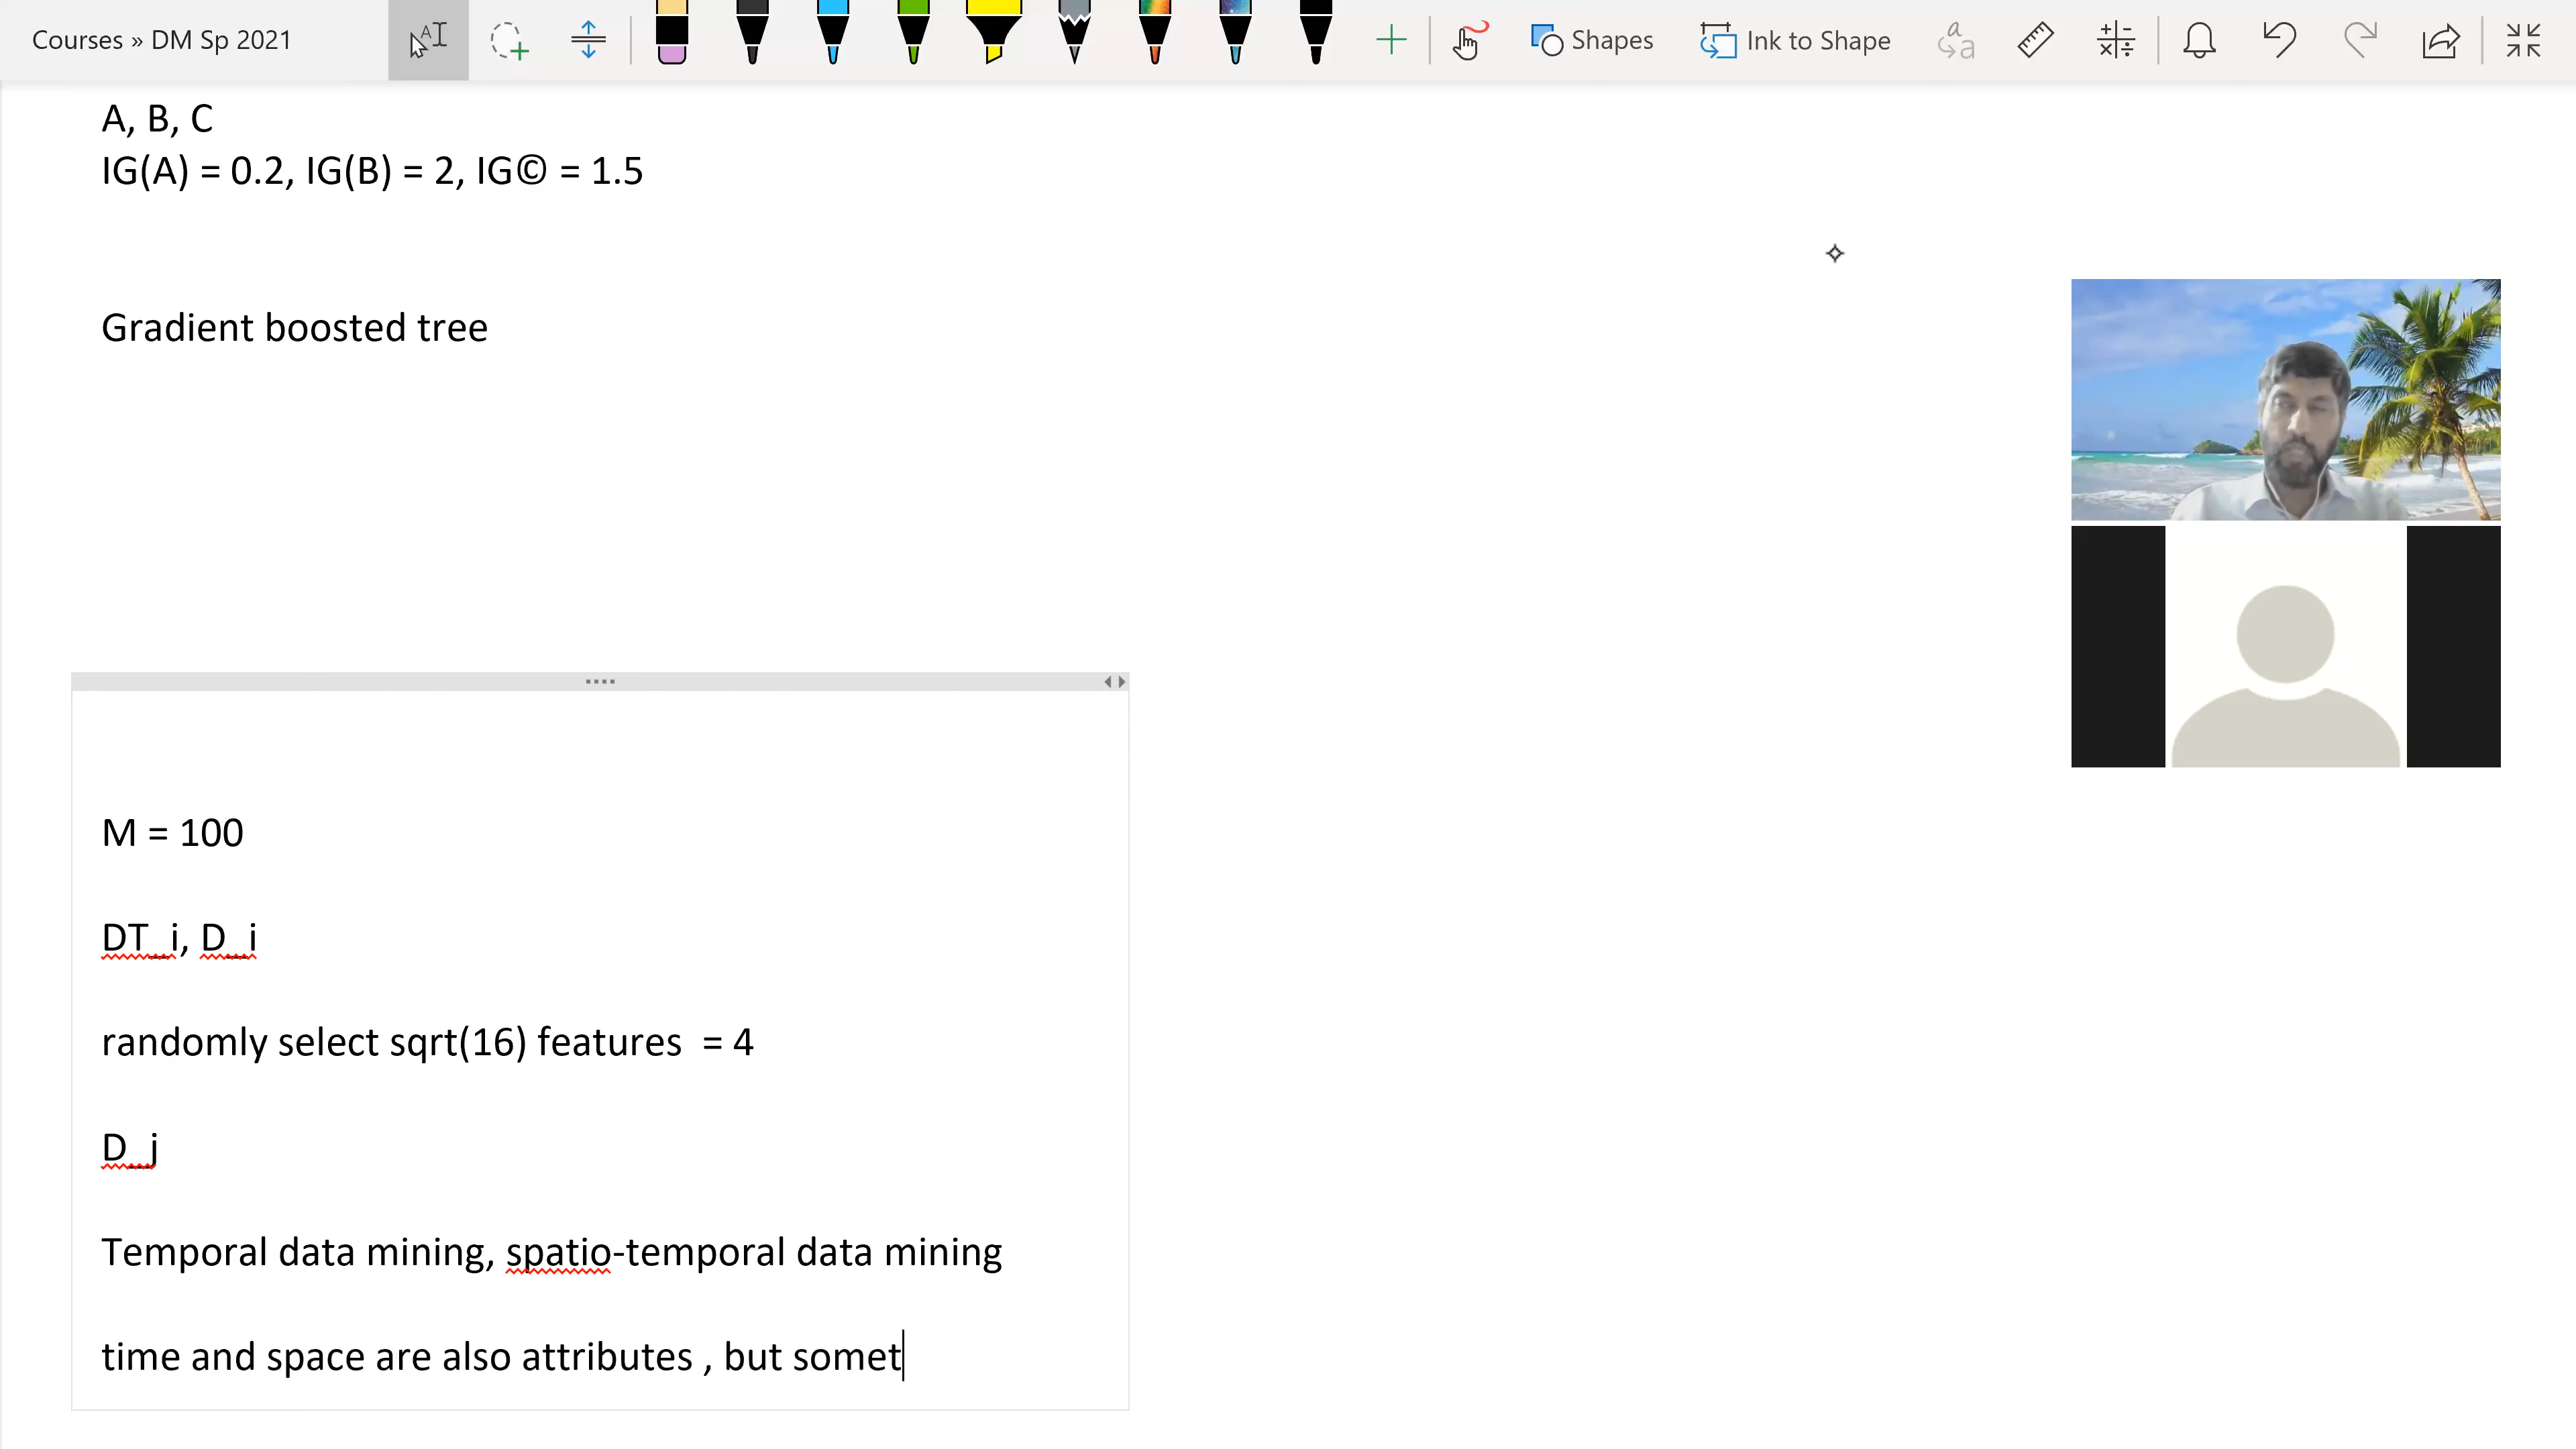 Courses » DM Sp 2021
Shapes
Ink to Shape
A, B, C
IG(A) = 0.2, IG(B) = 2, IG© = 1.5
Gradient boosted tree
M = 100
DT_i, D_i
randomly select sqrt(16) features  = 4
D_j
Temporal data mining, spatio-temporal data mining
time and space are also attributes , but somet